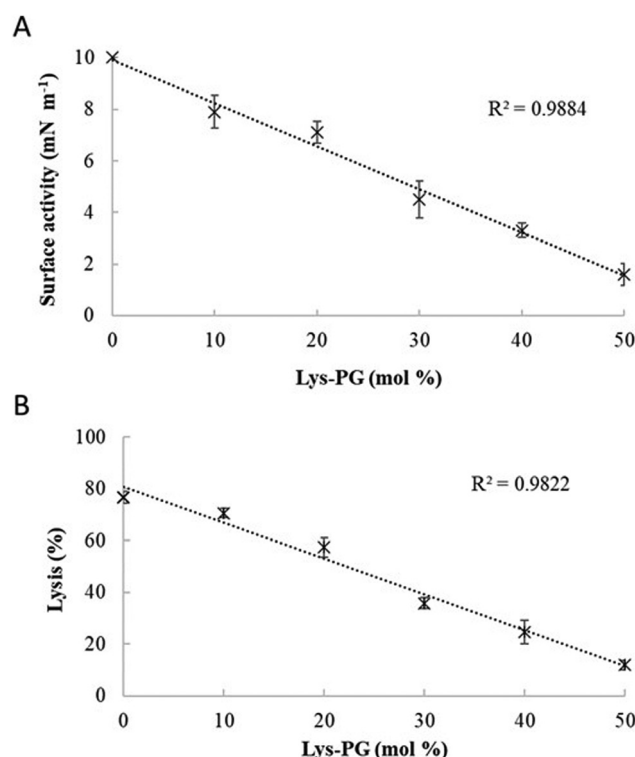 A
10
8
6
4
2
0
Surface activity (mN m⁻¹)
R² = 0.9884
0 10 20 30 40 50
Lys-PG (mol %)
B
100
80
60
40
20
0
Lysis (%)
R² = 0.9822
0 10 20 30 40 50
Lys-PG (mol %)